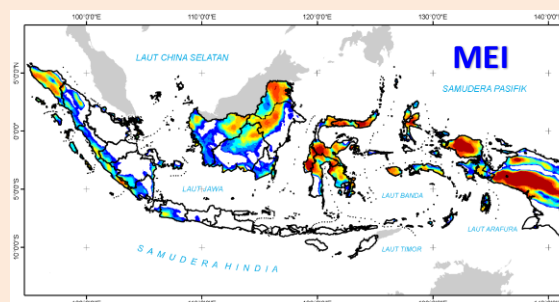 100°0'0"E 110°0'0"E 120°0'0"E 130°0'0"E 140°0'0"E
MEI
LAUT CHINA SELATAN
SAMUDERA PASIFIK
5°0'0"N
0°0'0"
LAUT JAWA
LAUT BANDA
5°0'0"S
LAUT ARAFURA
LAUT TIMOR
10°0'0"S
SAMUDERA HINDIA